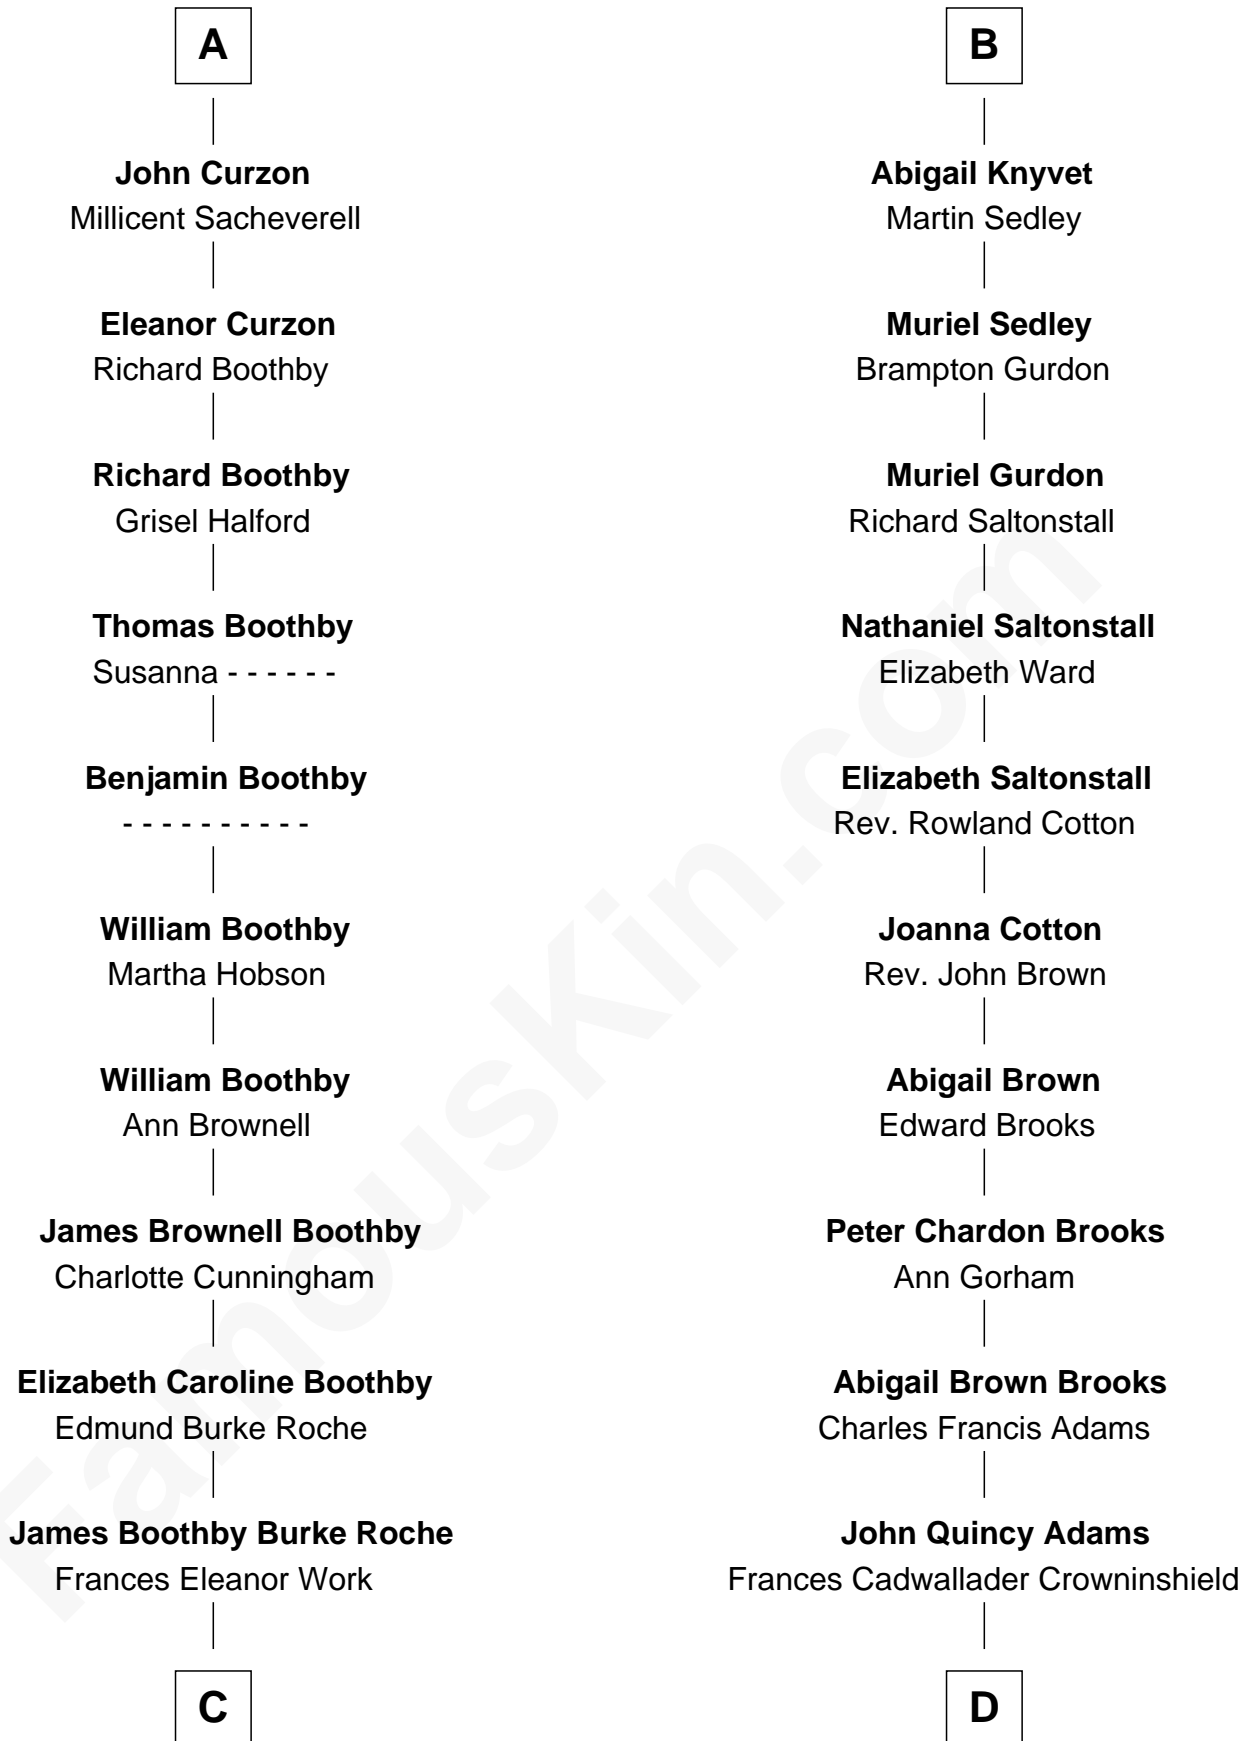 A
John Curzon
Millicent Sacheverell
Eleanor Curzon
Richard Boothby
Richard Boothby
Grisel Halford
Thomas Boothby
Susanna - - - - - -
Benjamin Boothby
- - - - - - - - - -
William Boothby
Martha Hobson
William Boothby
Ann Brownell
James Brownell Boothby
Charlotte Cunningham
Elizabeth Caroline Boothby
Edmund Burke Roche
James Boothby Burke Roche
Frances Eleanor Work
C
B
Abigail Knyvet
Martin Sedley
Muriel Sedley
Brampton Gurdon
Muriel Gurdon
Richard Saltonstall
Nathaniel Saltonstall
Elizabeth Ward
Elizabeth Saltonstall
Rev. Rowland Cotton
Joanna Cotton
Rev. John Brown
Abigail Brown
Edward Brooks
Peter Chardon Brooks
Ann Gorham
Abigail Brown Brooks
Charles Francis Adams
John Quincy Adams
Frances Cadwallader Crowninshield
D
FamousKin.com